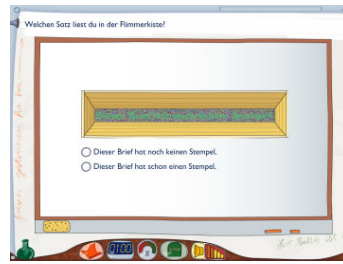 Welchen Satz liest du in der Flimmerkiste?
Dieser Brief hat noch keinen Stempel.
Dieser Brief hat schon einen Stempel.
0100